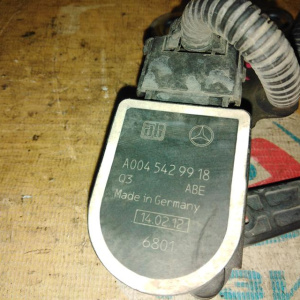 A004 542 99 18
Q3 ABE
Made in Germany
14.02.12
6801